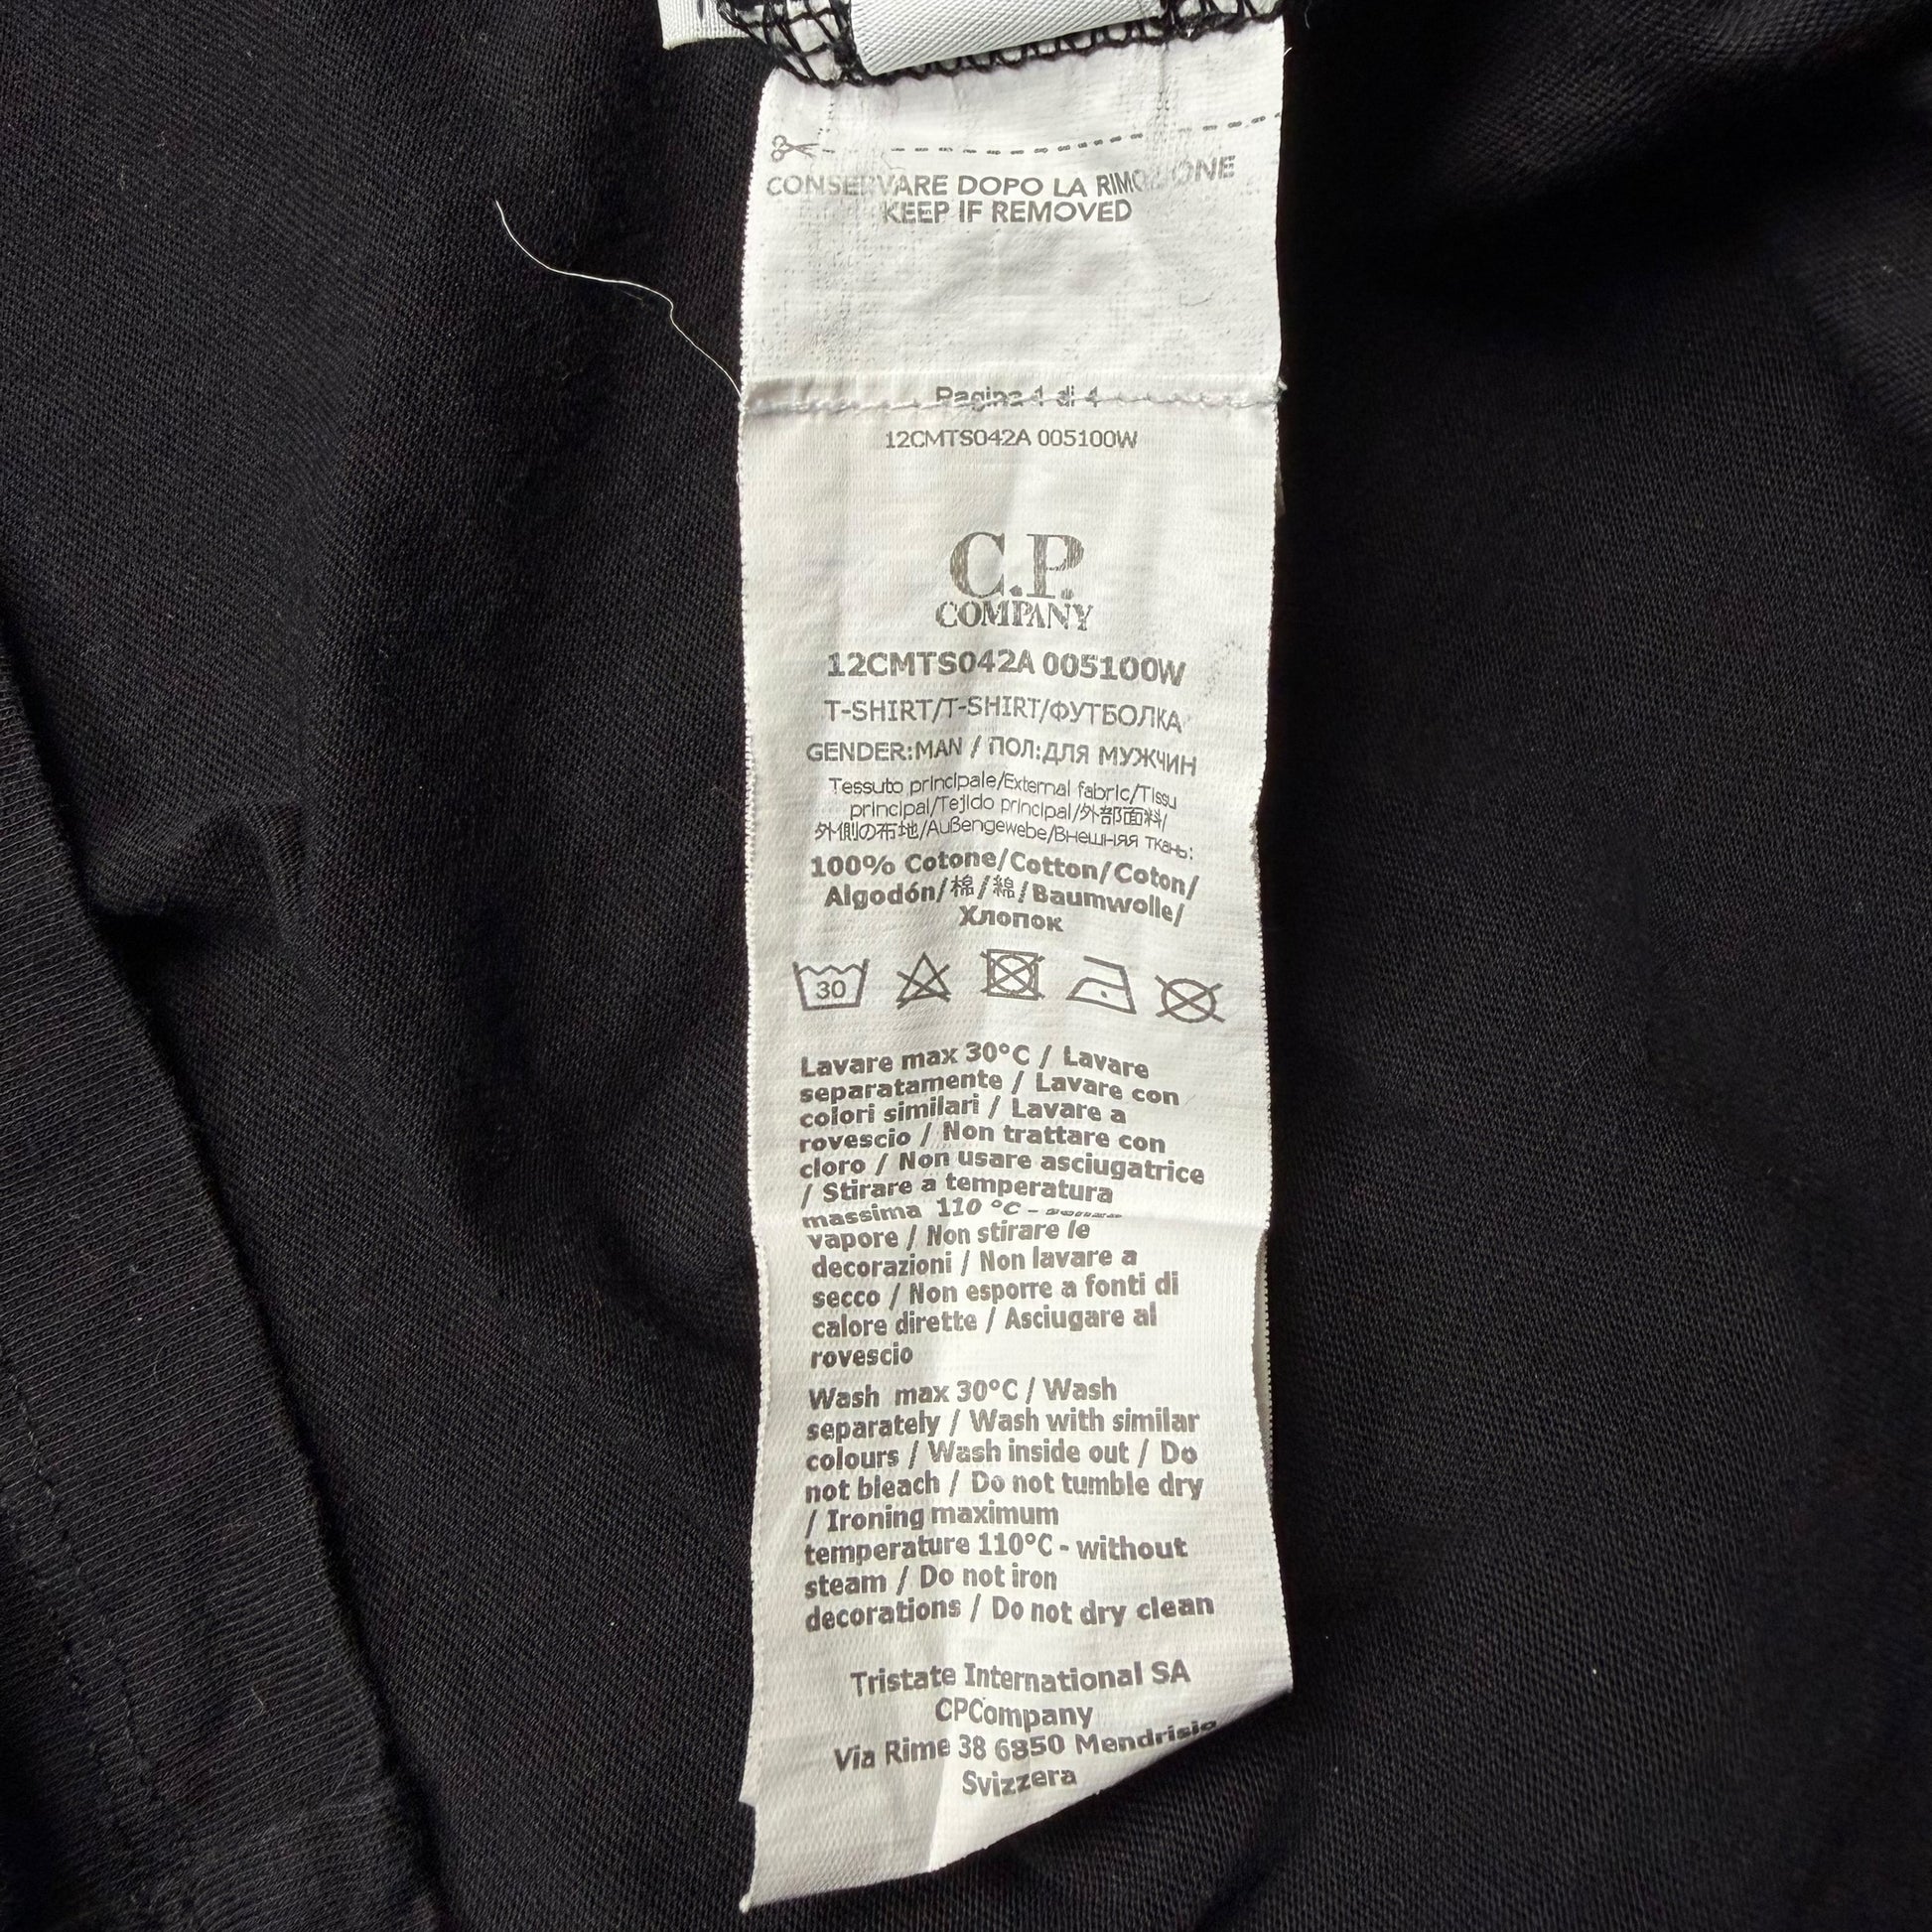 CONSERVARE DOPO LA RIMOZIONE
KEEP IF REMOVED
Pagina 1 di 4
12CMTS042A 005100W
C.P.
COMPANY
12CMTS042A 005100W
T-SHIRT/T-SHIRT/ФУТБОЛКА
GENDER:MAN / ПОЛ:ДЛЯ МУЖЧИН
Tessuto principale/External fabric/Tissu
principal/Tejido principal/外部面料/
外側の布地/Außengewebe/Внешняя ткань:
100% Cotone/Cotton/Coton/
Algodón/棉/綿/Baumwolle/
Хлопок
30
Lavare max 30°C / Lavare
separatamente / Lavare con
colori similari / Lavare a
rovescio / Non trattare con
cloro / Non usare asciugatrice
/ Stirare a temperatura
massima 110 °C -
vapore / Non stirare le
decorazioni / Non lavare a
secco / Non esporre a fonti di
calore dirette / Asciugare al
rovescio
Wash max 30°C / Wash
separately / Wash with similar
colours / Wash inside out / Do
not bleach / Do not tumble dry
/ Ironing maximum
temperature 110°C - without
steam / Do not iron
decorations / Do not dry clean
Tristate International SA
CPCompany
Via Rime 38 6850 Mendrisio
Svizzera